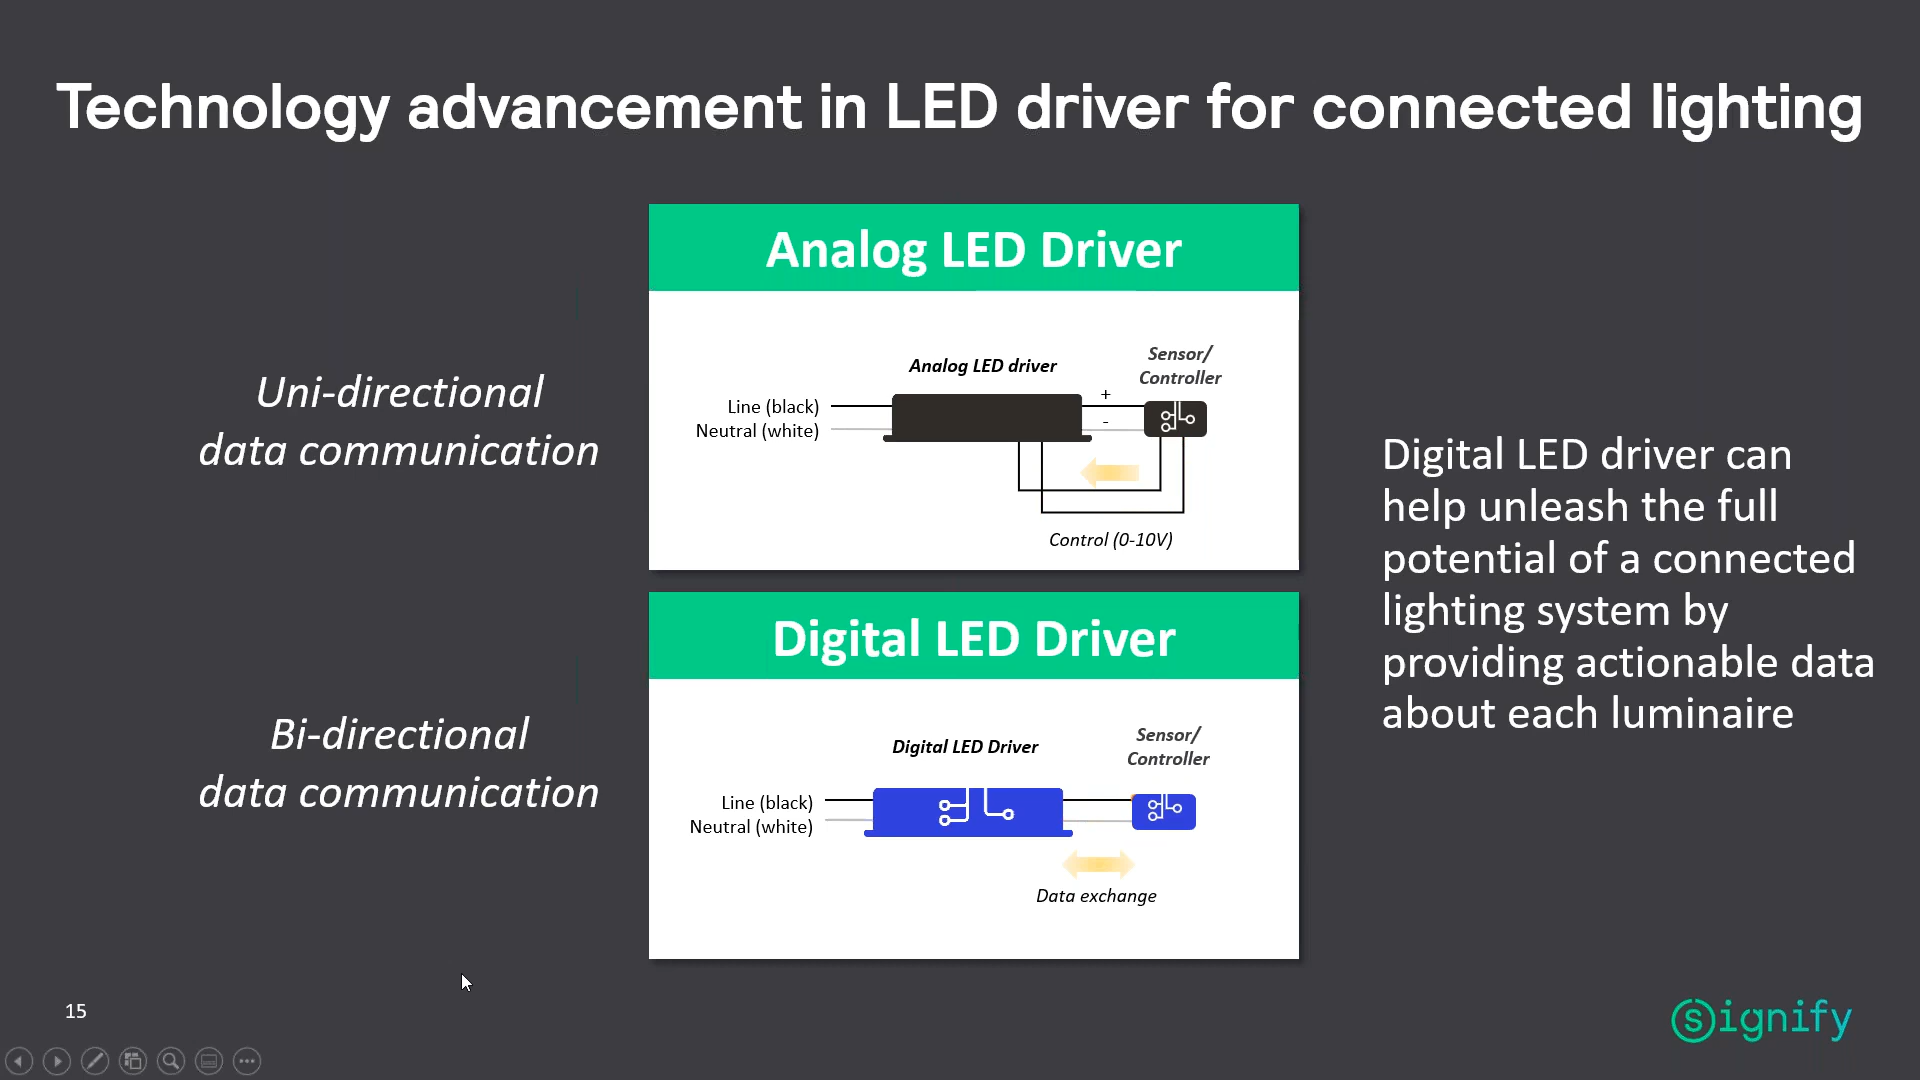 Technology advancement in LED driver for connected lighting
Uni-directional
data communication
Analog LED Driver
Analog LED driver
Sensor/
Controller
Line (black)
Neutral (white)
+
-
Control (0-10V)
Bi-directional
data communication
Digital LED Driver
Digital LED Driver
Sensor/
Controller
Line (black)
Neutral (white)
Data exchange
Digital LED driver can
help unleash the full
potential of a connected
lighting system by
providing actionable data
about each luminaire
15
signify